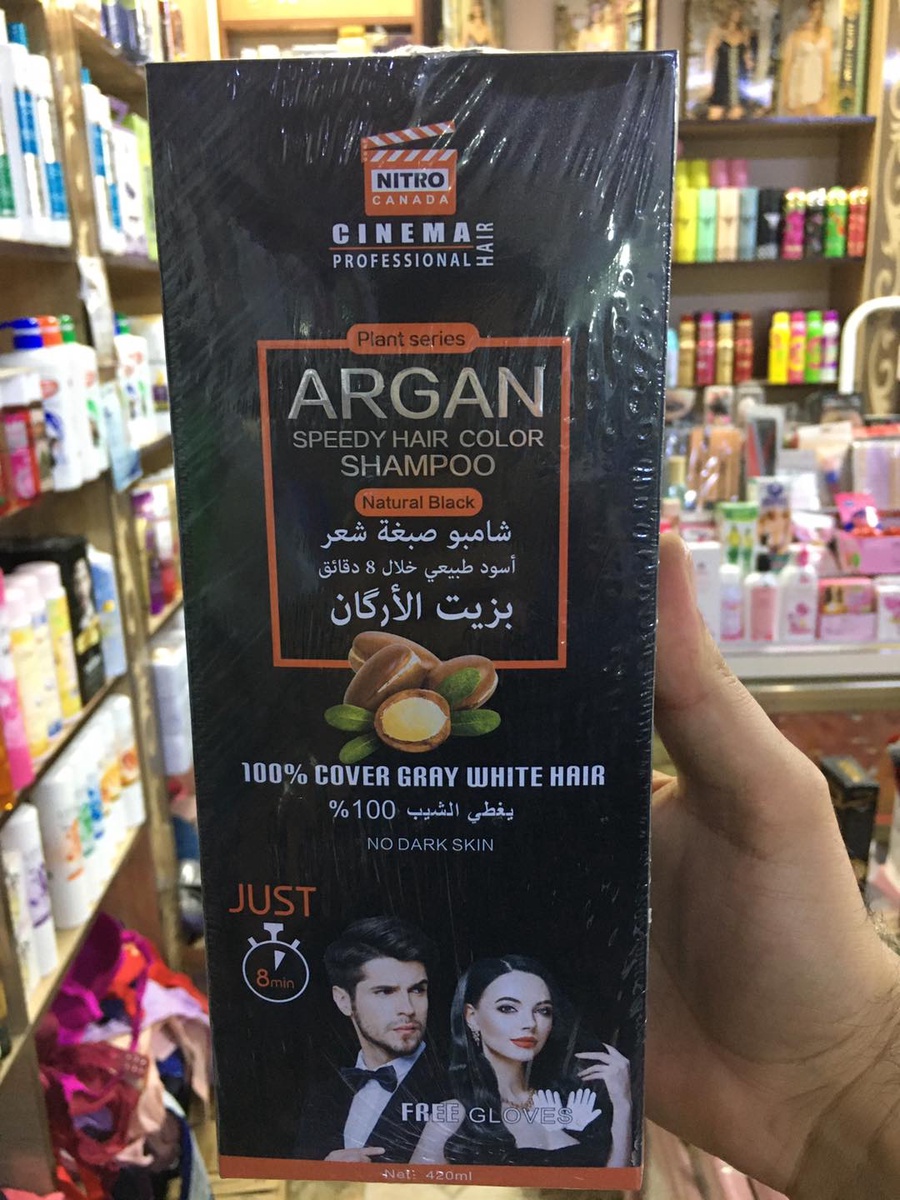 NITRO
CANADA
CINEMA
PROFESSIONAL
HAIR
Plant series
ARGAN
SPEEDY HAIR COLOR
SHAMPOO
Natural Black
شامبو صبغة شعر
أسود طبيعي خلال 8 دقائق
بزيت الأرگان
100% COVER GRAY WHITE HAIR
يغطي الشيب 100%
NO DARK SKIN
JUST
8min
FREE GLOVES
Net: 420ml